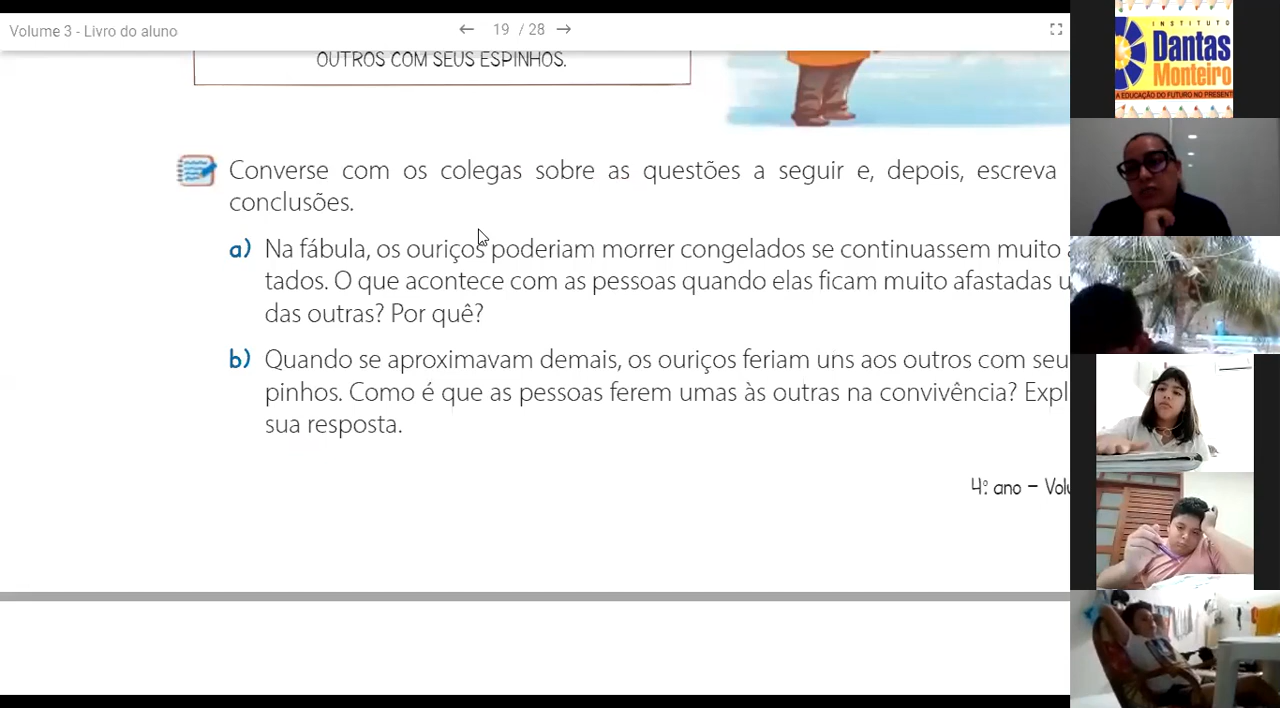 Volume 3 - Livro do aluno
19 / 28
OUTROS COM SEUS ESPINHOS.
Converse com os colegas sobre as questões a seguir e, depois, escreva
conclusões.
a) Na fábula, os ouriços poderiam morrer congelados se continuassem muito
tados. O que acontece com as pessoas quando elas ficam muito afastadas u
das outras? Por quê?
b) Quando se aproximavam demais, os ouriços feriam uns aos outros com seu
pinhos. Como é que as pessoas ferem umas às outras na convivência? Expl
sua resposta.
4º. ano – Volu
INSTITUTO
Dantas
Monteiro
A EDUCAÇÃO DO FUTURO NO PRESENT